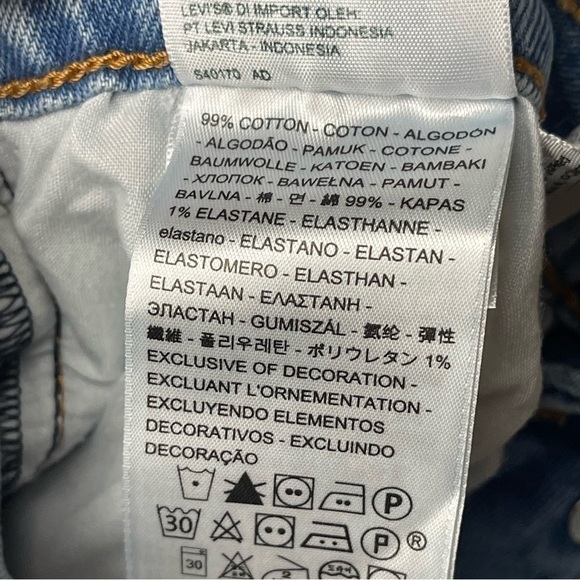 LEVI'S® DI IMPORT OLEH:
PT LEVI STRAUSS INDONESIA
JAKARTA - INDONESIA
S40170 AD
99% COTTON - COTON - ALGODÓN
- ALGODÃO - PAMUK - COTONE -
BAUMWOLLE - KATOEN - BAMBAKI
- ХЛОПОК - BAWEŁNA - PAMUT -
BAVLNA - 棉 - 면 - 綿 99% - KAPAS
1% ELASTANE - ELASTHANNE -
elastano - ELASTANO - ELASTAN -
ELASTOMERO - ELASTHAN -
ELASTAAN - ΕΛΑΣΤΑΝΗ -
ЭЛАСТАН - GUMISZÁL - 氨纶 - 彈性
纖維 - 폴리우레탄 - ポリウレタン 1%
EXCLUSIVE OF DECORATION -
EXCLUANT L'ORNEMENTATION -
EXCLUYENDO ELEMENTOS
DECORATIVOS - EXCLUINDO
DECORAÇÃO
P
30 P ®
30 2